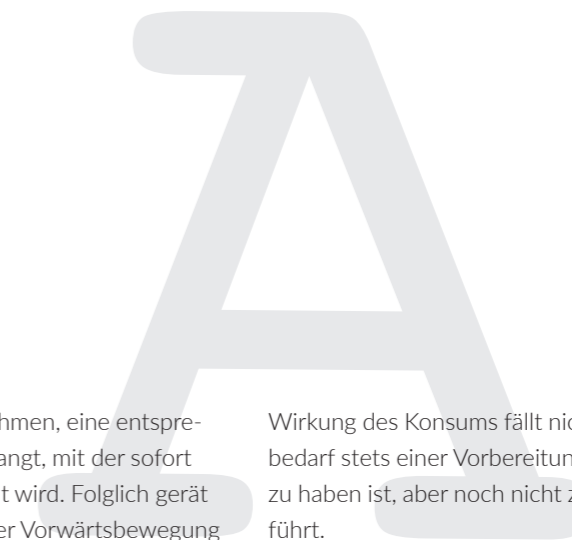 A
hmen, eine entspre-
angt, mit der sofort
t wird. Folglich gerät
er Vorwärtsbewegung
Wirkung des Konsums fällt nic
bedarf stets einer Vorbereitun
zu haben ist, aber noch nicht z
führt.